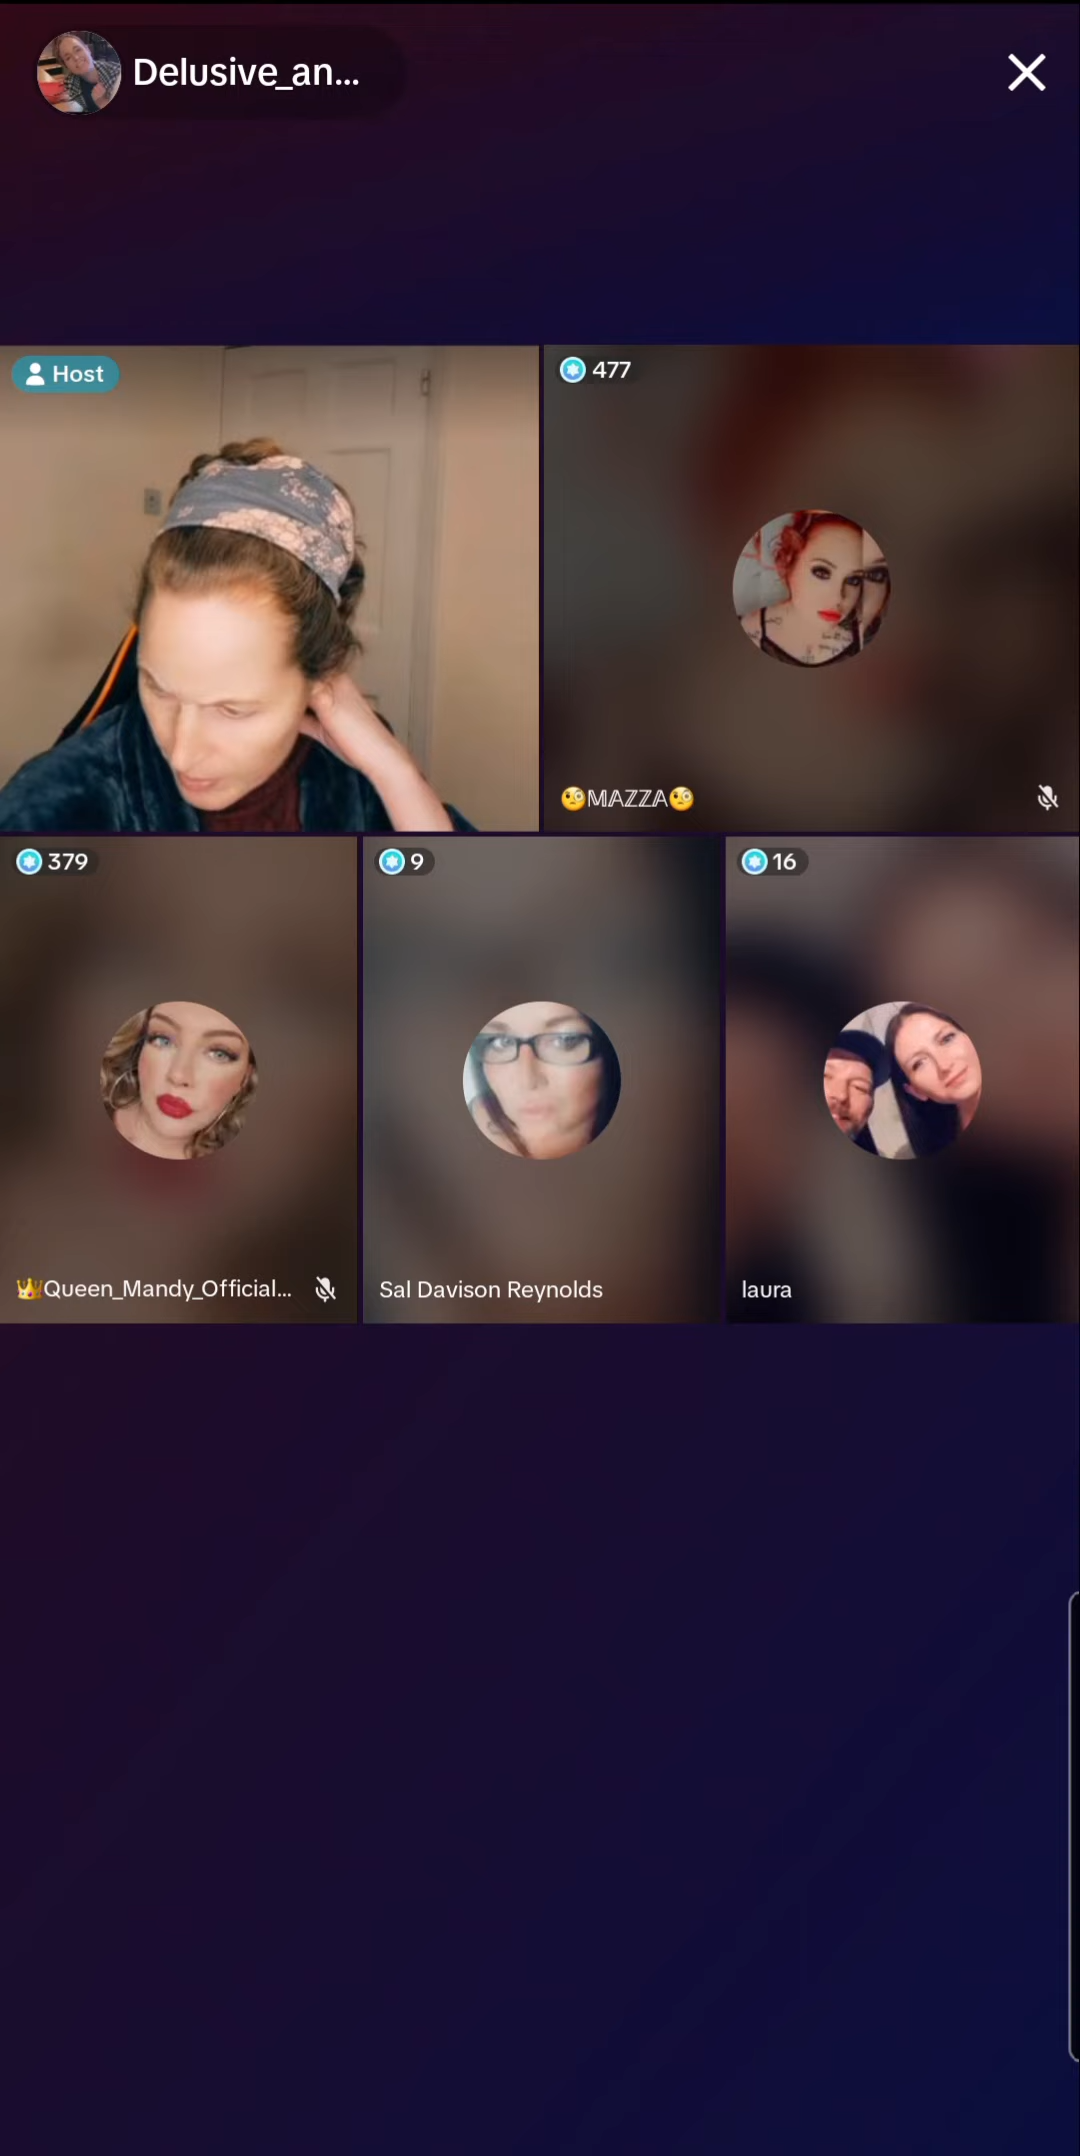 Delusive_an...
Host
477
🧐MAZZA🧐
379
9
16
👑Queen_Mandy_Official...
Sal Davison Reynolds
laura